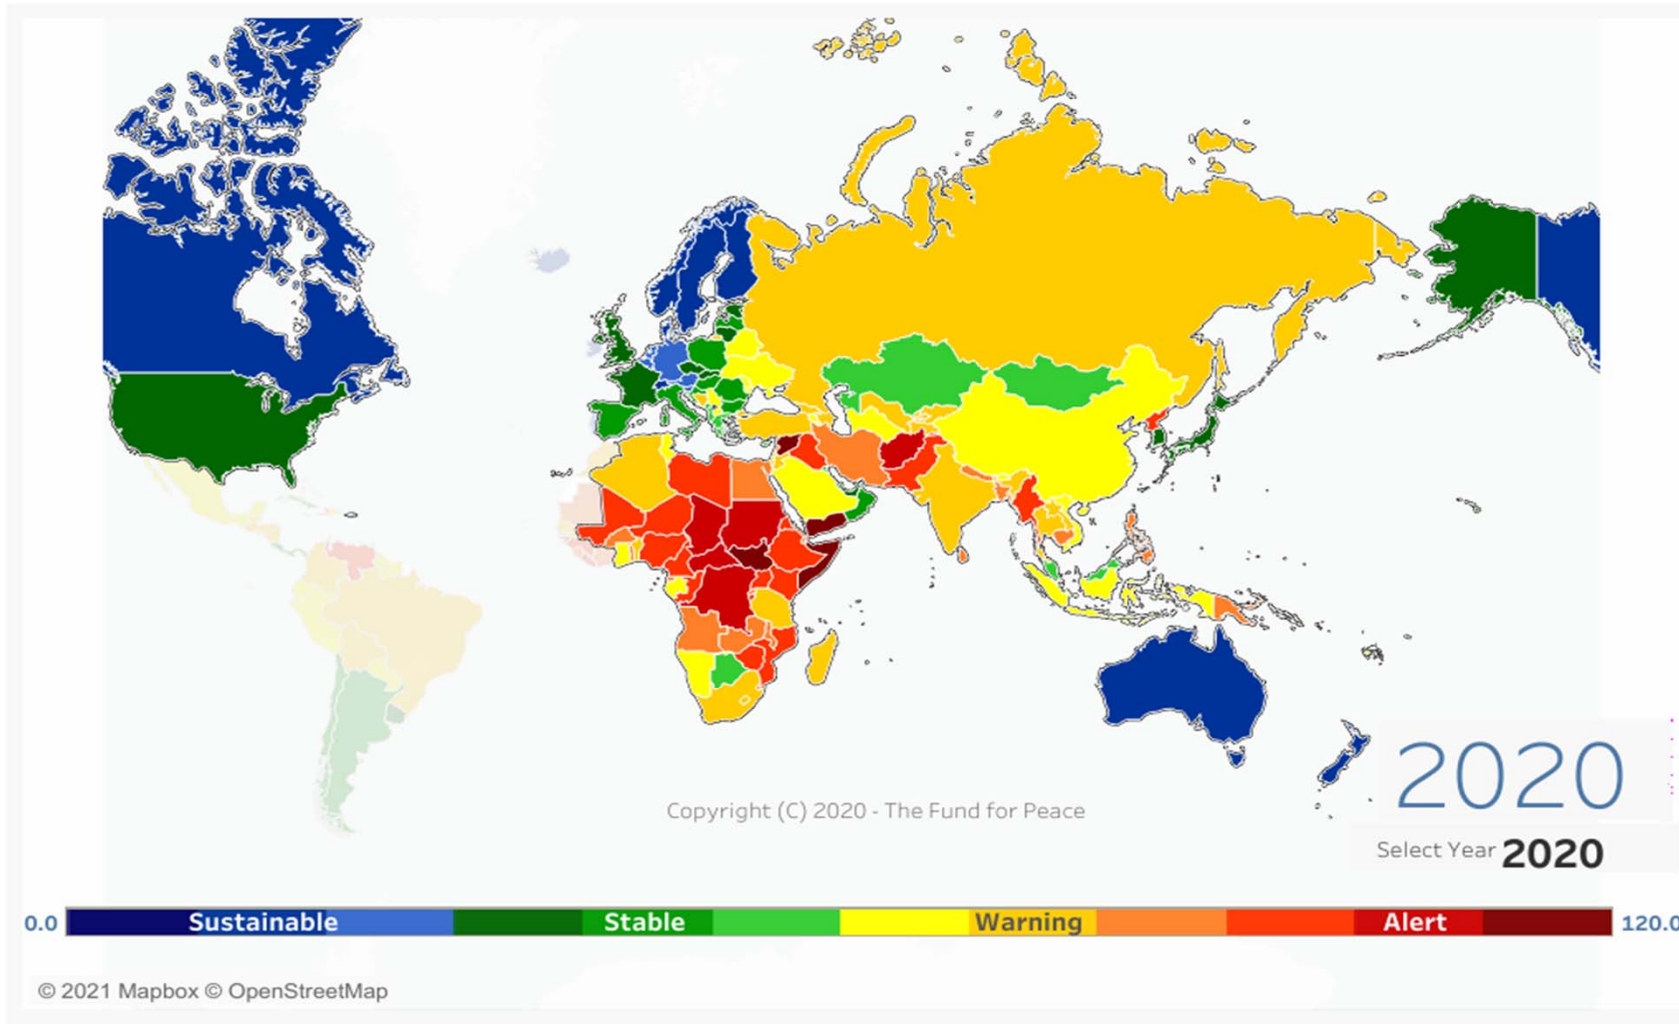 2020
Copyright (C) 2020 - The Fund for Peace
Select Year 2020
0.0 Sustainable Stable Warning Alert 120.0
© 2021 Mapbox © OpenStreetMap